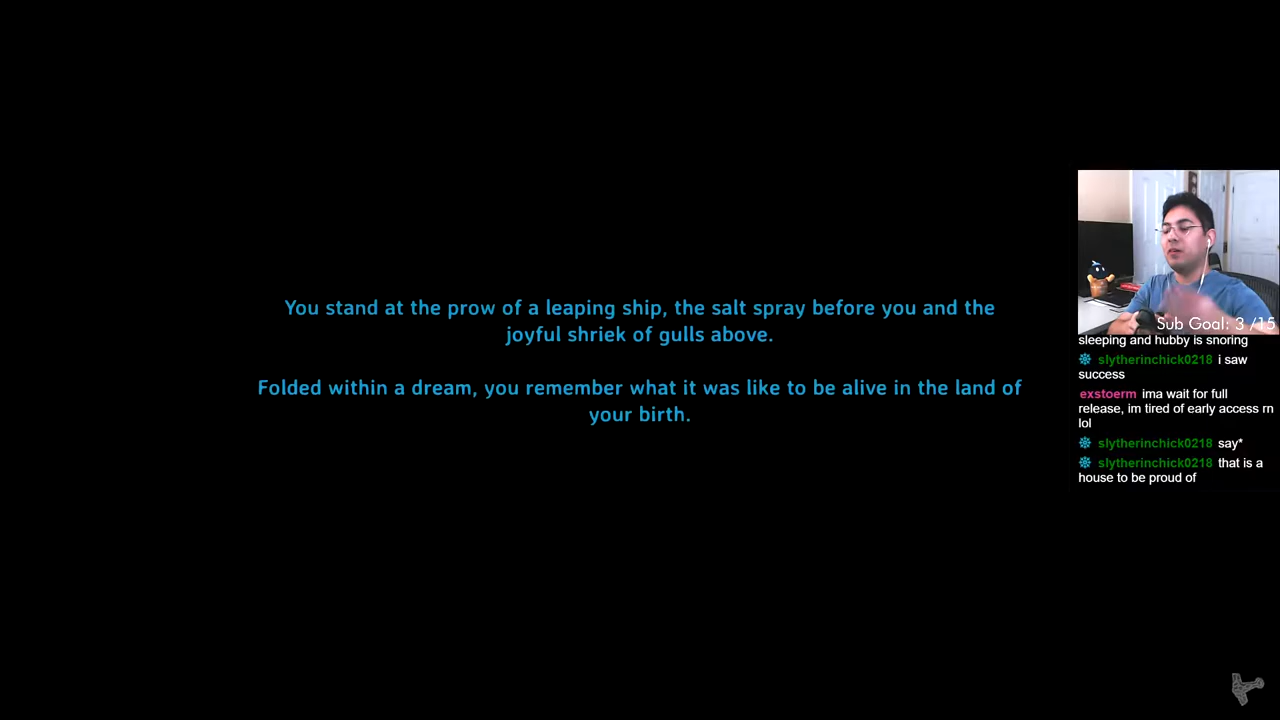 You stand at the prow of a leaping ship, the salt spray before you and the
joyful shriek of gulls above.
Folded within a dream, you remember what it was like to be alive in the land of
your birth.
Sub Goal: 3 /15
sleeping and hubby is snoring
slytherinchick0218 i saw
success
exstoerm ima wait for full
release, im tired of early access rn
lol
slytherinchick0218 say*
slytherinchick0218 that is a
house to be proud of